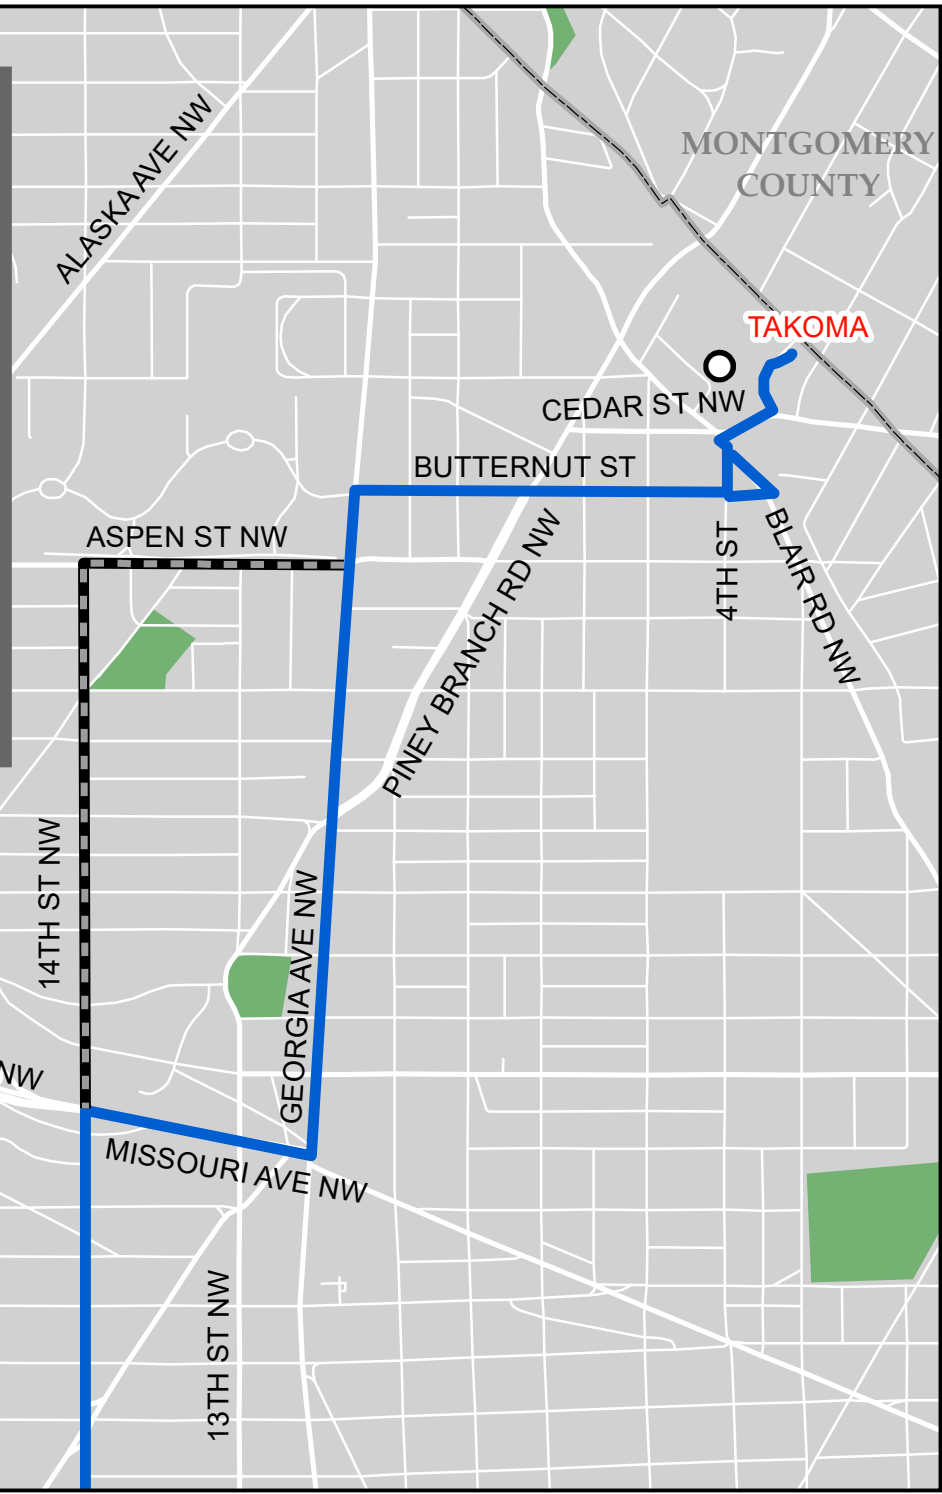 ALASKA AVE NW
MONTGOMERY
COUNTY
TAKOMA
CEDAR ST NW
BUTTERNUT ST
ASPEN ST NW
4TH ST
BLAIR RD NW
PINEY BRANCH RD NW
14TH ST NW
GEORGIA AVE NW
NW
MISSOURI AVE NW
13TH ST NW